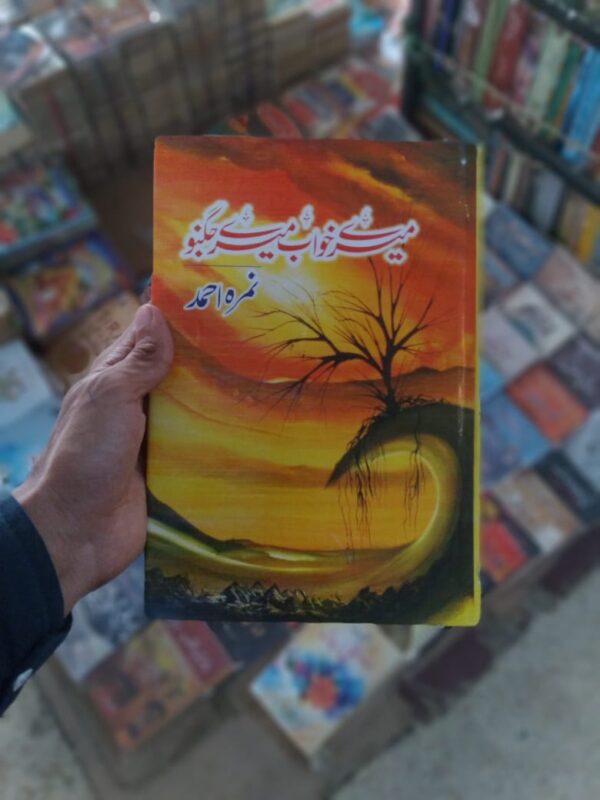 میرے خواب میرے جگنو
نمرہ احمد